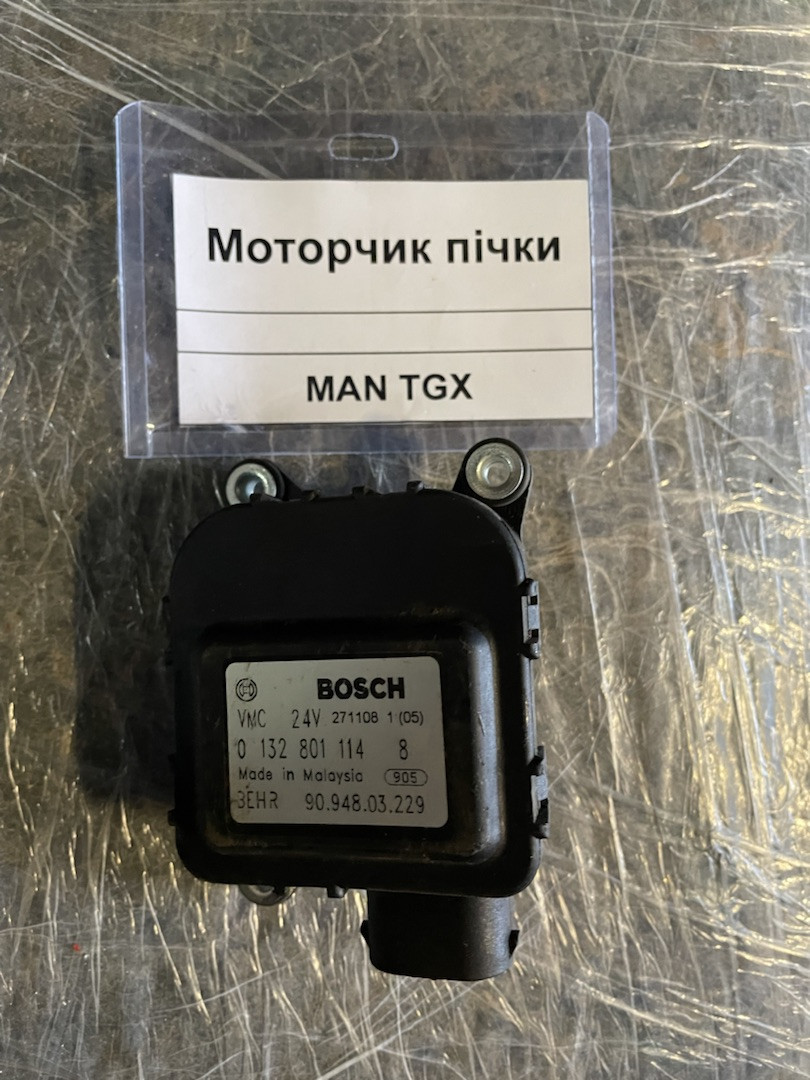 Моторчик пічки
MAN TGX
BOSCH
VMC 24V 271108 1 (05)
0 132 801 114 8
Made in Malaysia 905
BEHR 90.948.03.229